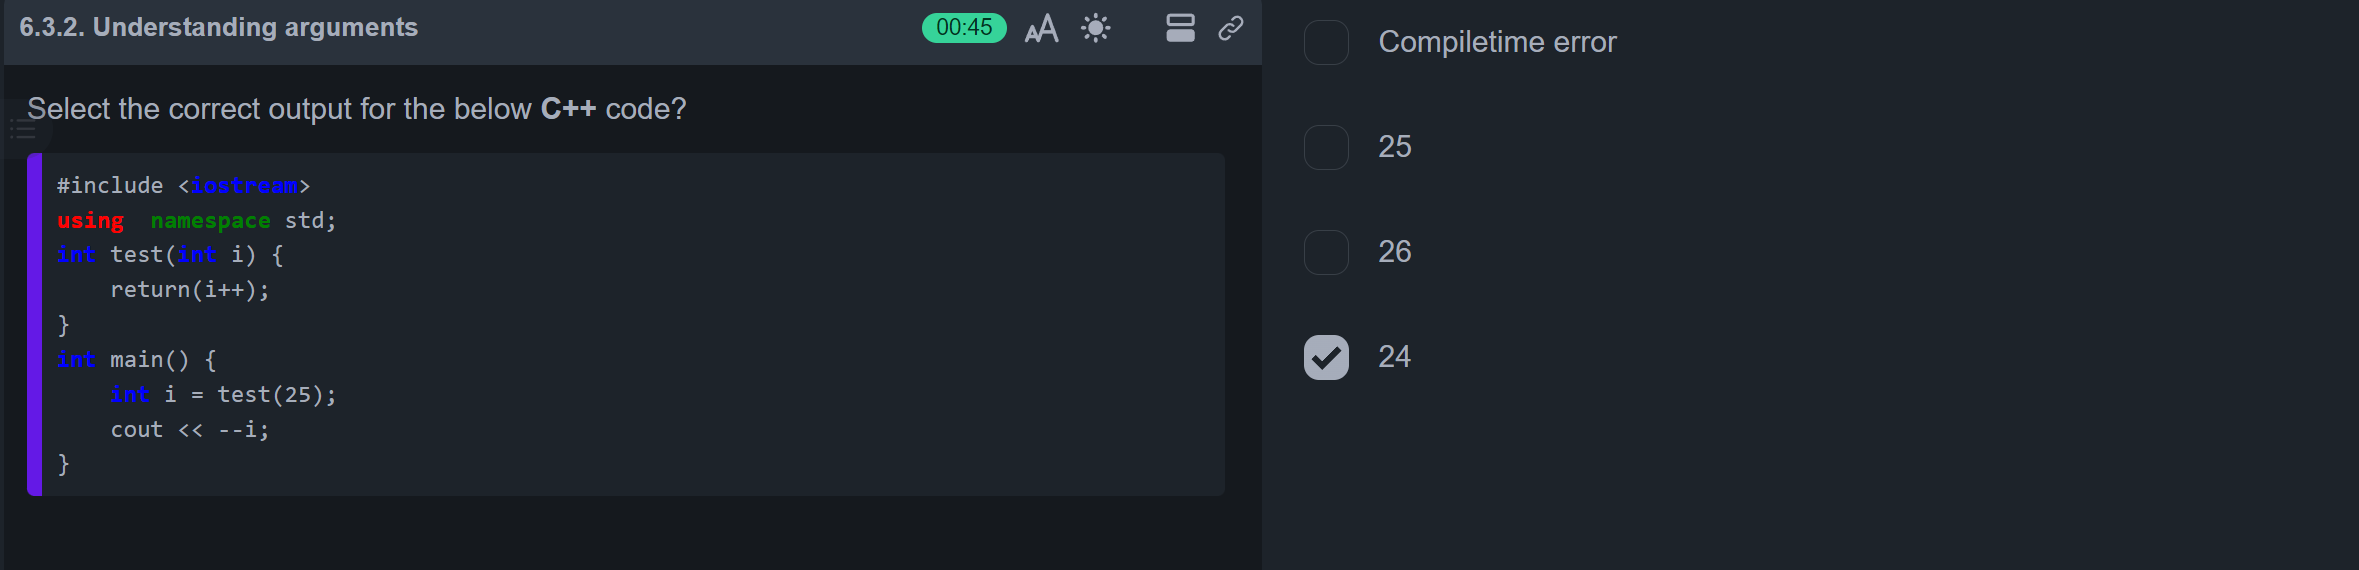 6.3.2. Understanding arguments
00:45
Select the correct output for the below C++ code?
#include <iostream>
using  namespace std;
int test(int i) {
    return(i++);
}
int main() {
    int i = test(25);
    cout << --i;
}
Compiletime error
25
26
24